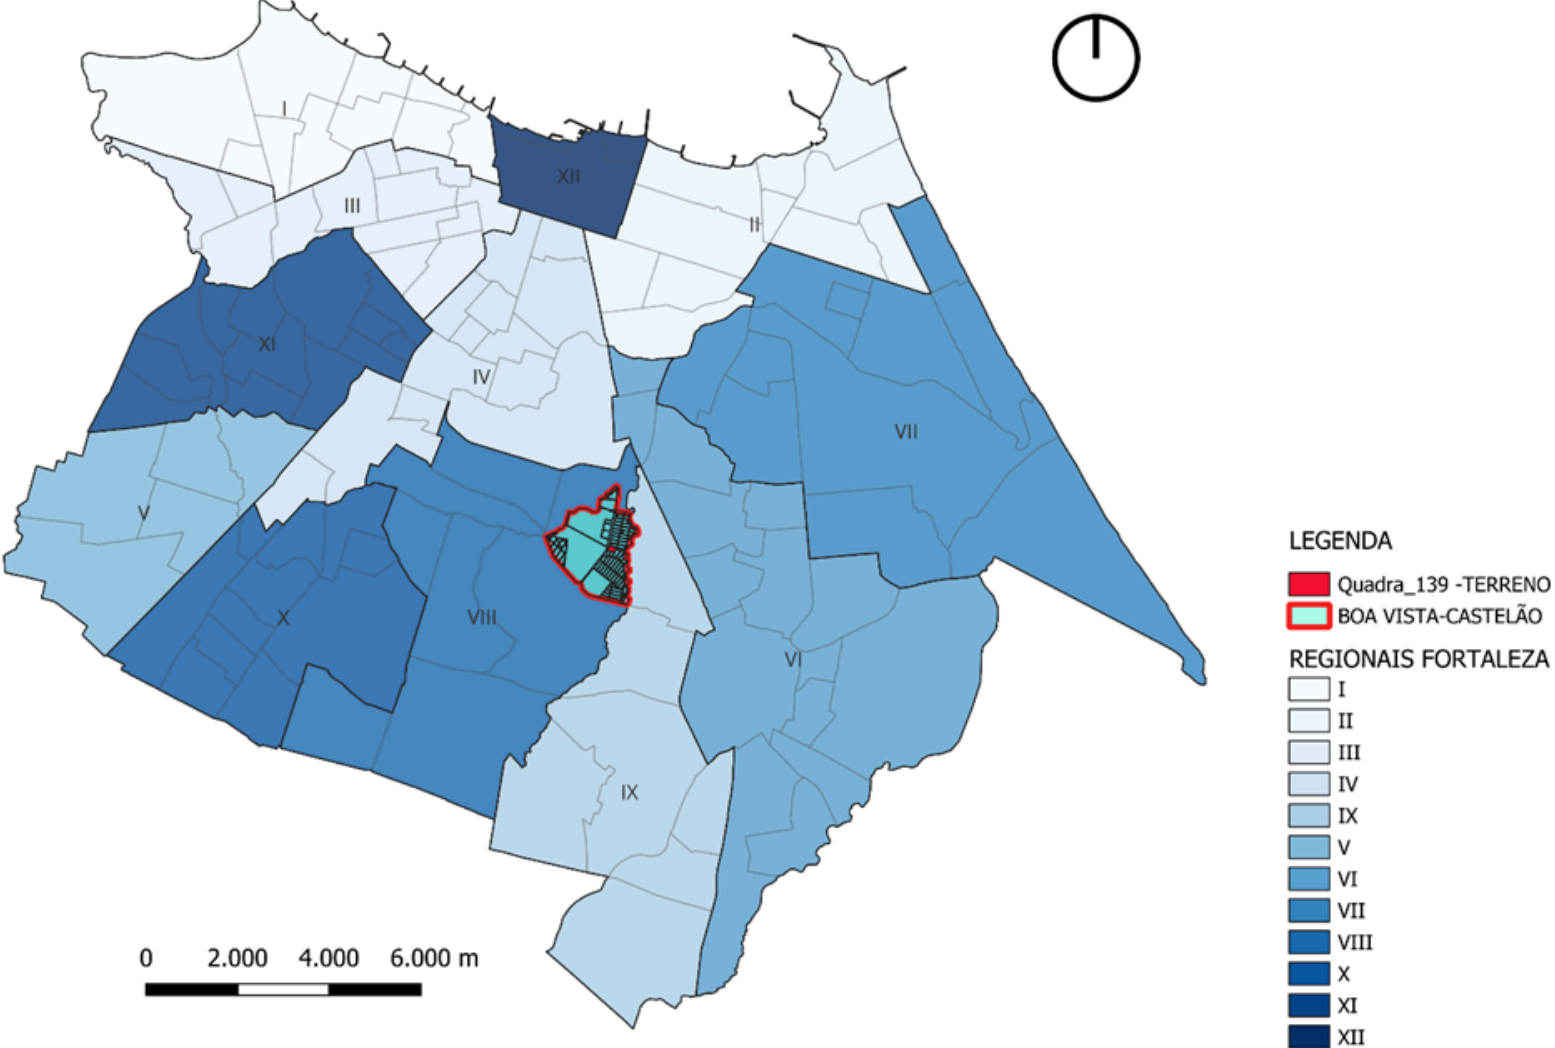 I
XII
III
II
XI
IV
VII
V
X
VIII
VI
IX
0 2.000 4.000 6.000 m
LEGENDA
Quadra_139 -TERRENO
BOA VISTA-CASTELÃO
REGIONAIS FORTALEZA
I
II
III
IV
IX
V
VI
VII
VIII
X
XI
XII